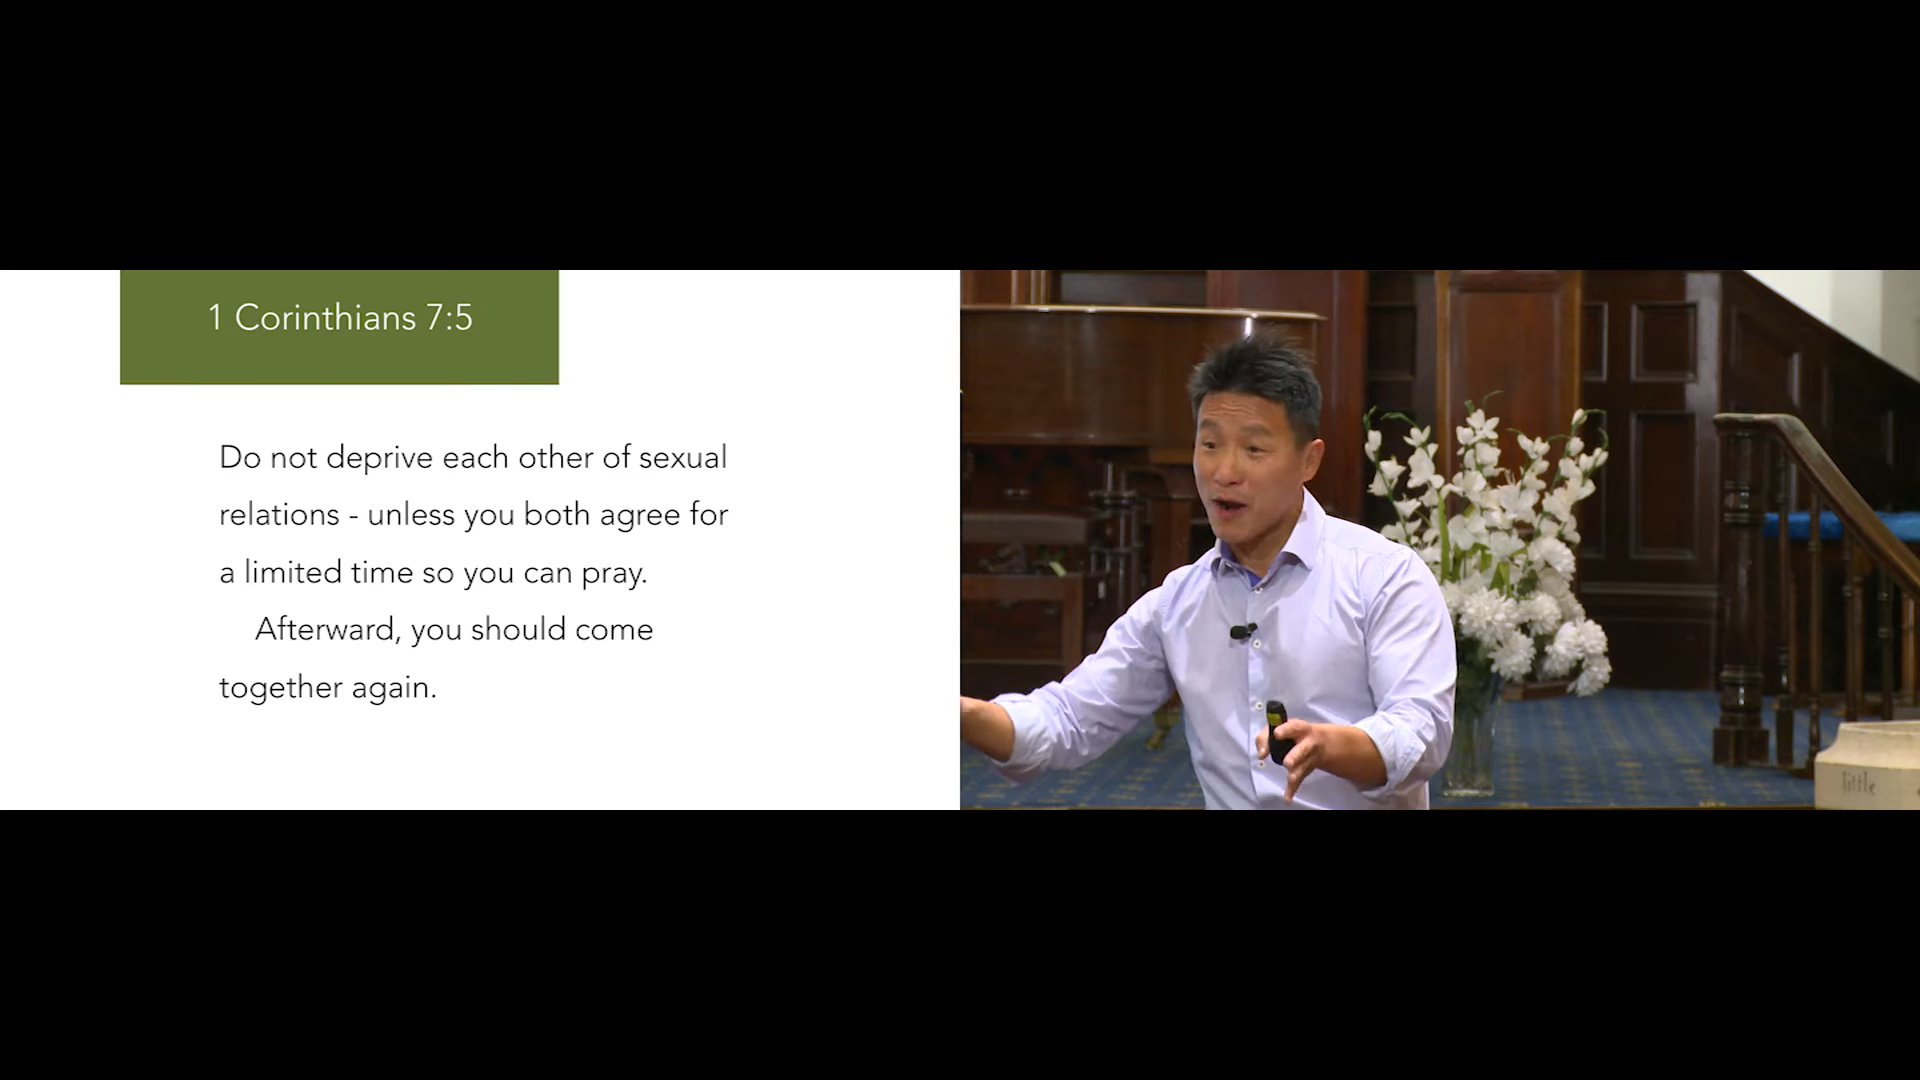 1 Corinthians 7:5
Do not deprive each other of sexual
relations - unless you both agree for
a limited time so you can pray.
Afterward, you should come
together again.
little